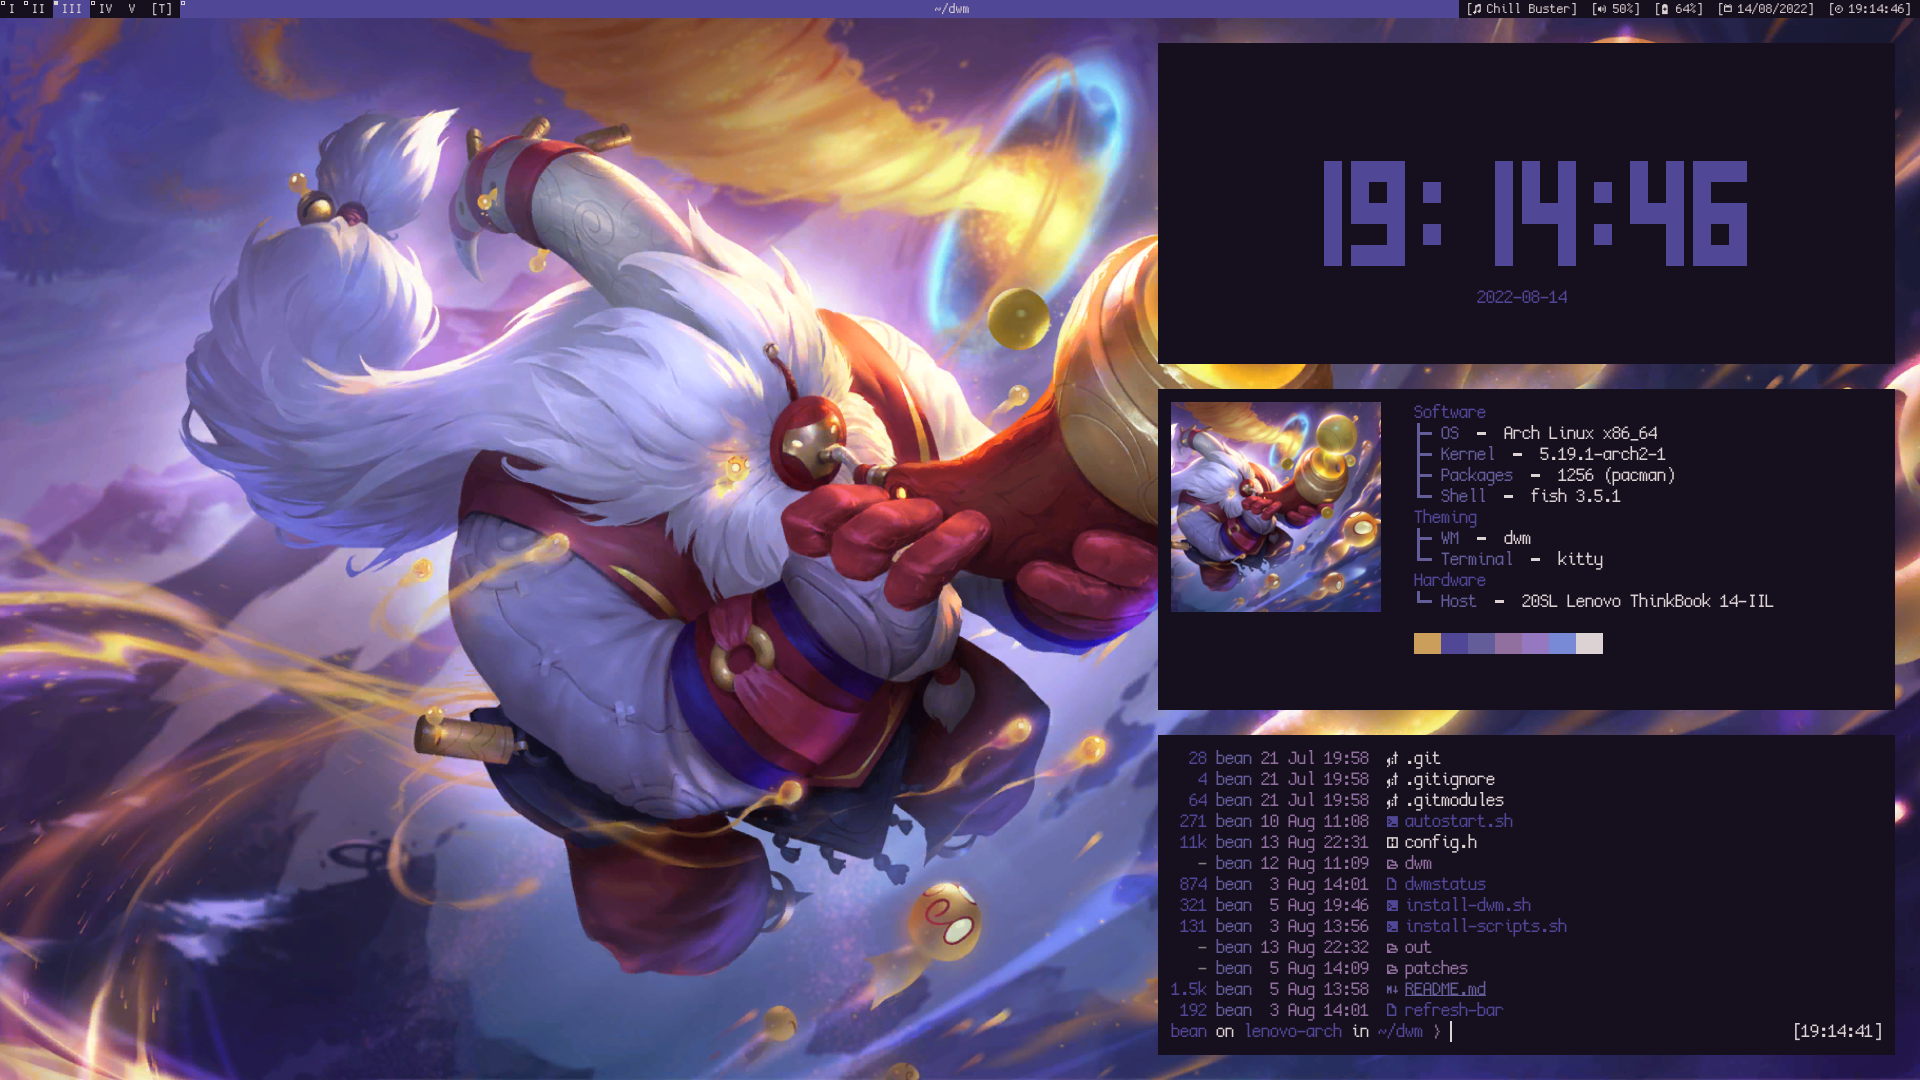 I II III IV V [T] ~/dwm [Chill Buster] [50%] [64%] [14/08/2022] [19:14:46]
19:14:46
2022-08-14
Software
OS - Arch Linux x86_64
Kernel - 5.19.1-arch2-1
Packages - 1256 (pacman)
Shell - fish 3.5.1
Theming
WM - dwm
Terminal - kitty
Hardware
Host - 20SL Lenovo ThinkBook 14-IIL
28 bean 21 Jul 19:58 .git
4 bean 21 Jul 19:58 .gitignore
64 bean 21 Jul 19:58 .gitmodules
271 bean 10 Aug 11:08 autostart.sh
11k bean 13 Aug 22:31 config.h
- bean 12 Aug 11:09 dwm
874 bean 3 Aug 14:01 dwmstatus
321 bean 5 Aug 19:46 install-dwm.sh
131 bean 3 Aug 13:56 install-scripts.sh
- bean 13 Aug 22:32 out
- bean 5 Aug 14:09 patches
1.5k bean 5 Aug 13:58 README.md
192 bean 3 Aug 14:01 refresh-bar
bean on lenovo-arch in ~/dwm ⟩ [19:14:41]